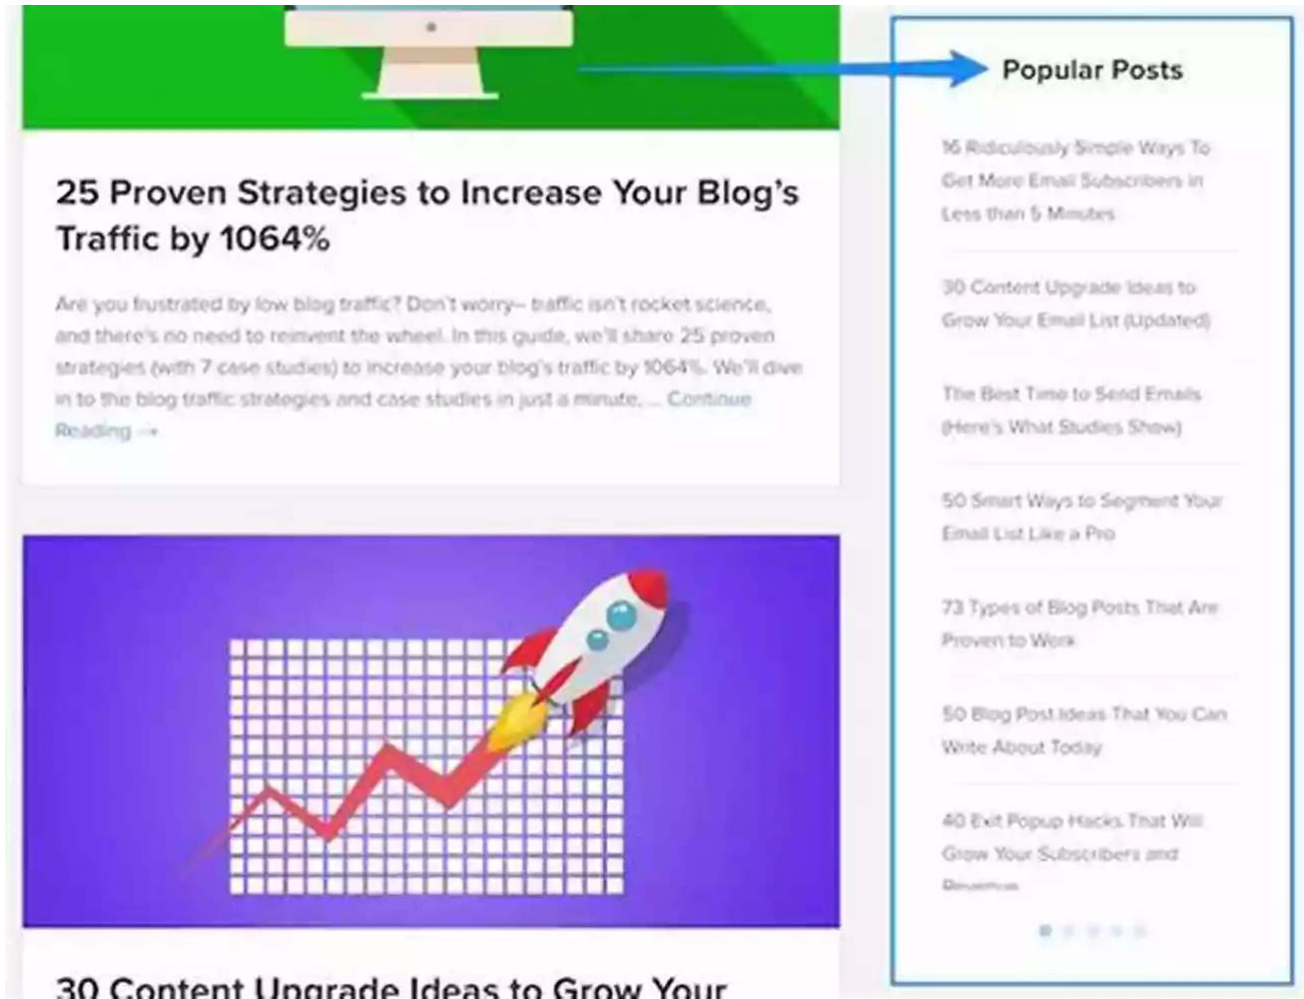 25 Proven Strategies to Increase Your Blog's
Traffic by 1064%
Are you frustrated by low blog traffic? Don't worry– traffic isn't rocket science,
and there's no need to reinvent the wheel. In this guide, we'll share 25 proven
strategies (with 7 case studies) to increase your blog's traffic by 1064%. We'll dive
in to the blog traffic strategies and case studies in just a minute. ... Continue
Reading →
30 Content Upgrade Ideas to Grow Your
Popular Posts
16 Ridiculously Simple Ways To
Get More Email Subscribers in
Less than 5 Minutes
30 Content Upgrade Ideas to
Grow Your Email List (Updated)
The Best Time to Send Emails
(Here's What Studies Show)
50 Smart Ways to Segment Your
Email List Like a Pro
73 Types of Blog Posts That Are
Proven to Work
50 Blog Post Ideas That You Can
Write About Today
40 Exit Popup Hacks That Will
Grow Your Subscribers and